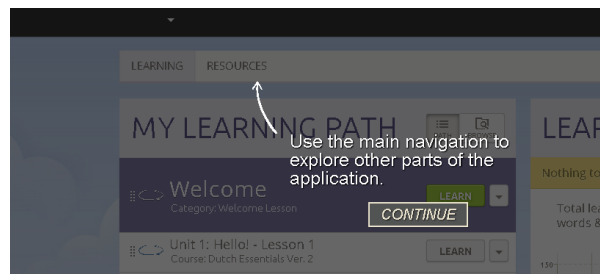 LEARNING RESOURCES
MY LEARNING PATH
LEAR
Use the main navigation to
explore other parts of the
application.
CONTINUE
Nothing to
Welcome
Category: Welcome Lesson
LEARN
Total lea
words &
Unit 1: Hello! - Lesson 1
Course: Dutch Essentials Ver. 2
LEARN
150